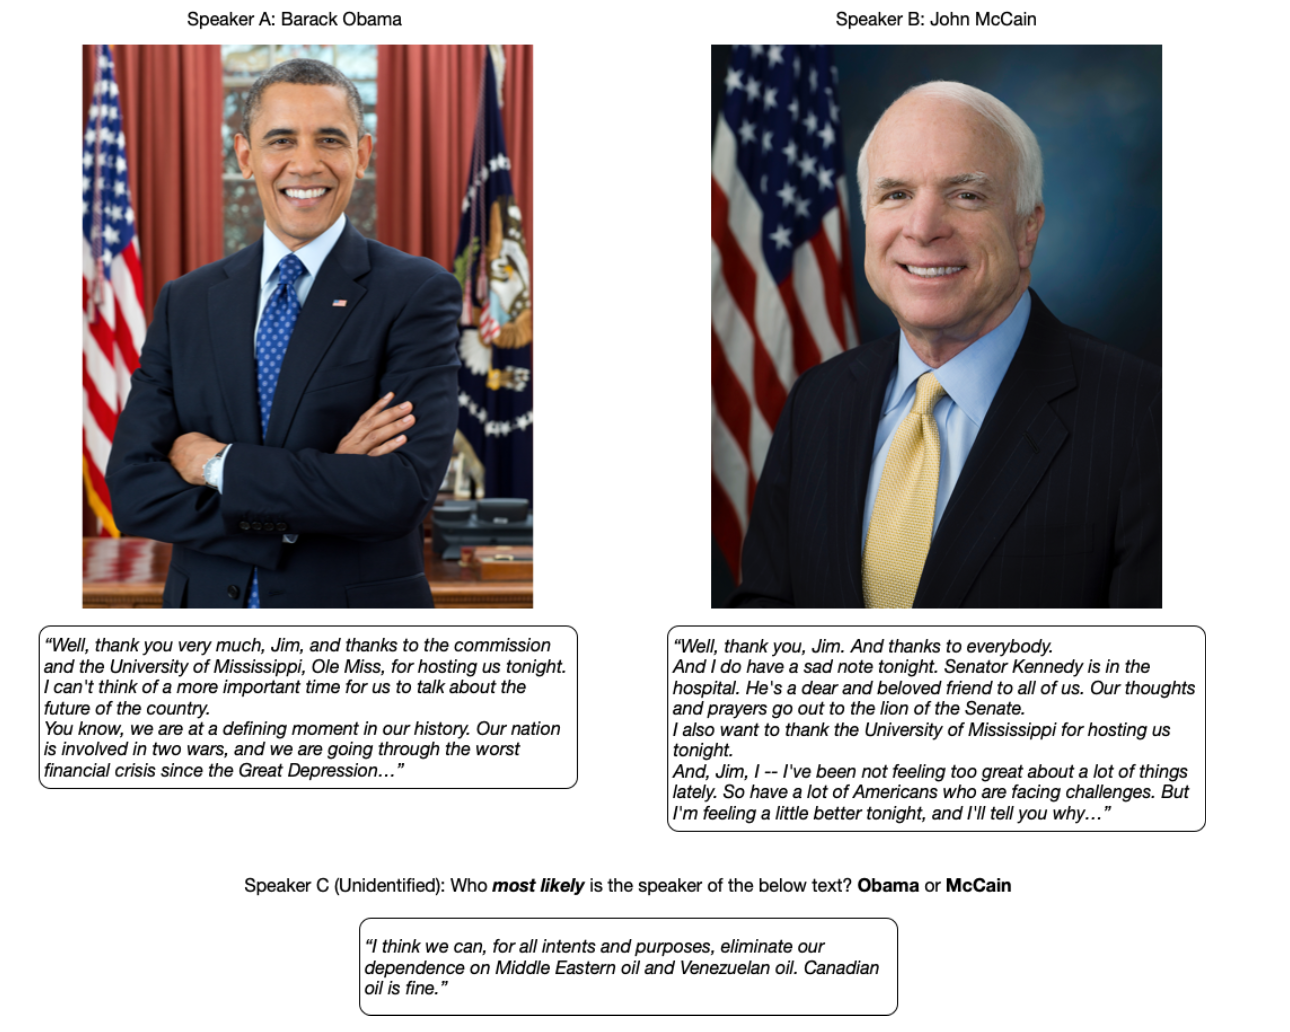 Speaker A: Barack Obama
Speaker B: John McCain
“Well, thank you very much, Jim, and thanks to the commission
and the University of Mississippi, Ole Miss, for hosting us tonight.
I can't think of a more important time for us to talk about the
future of the country.
You know, we are at a defining moment in our history. Our nation
is involved in two wars, and we are going through the worst
financial crisis since the Great Depression…”
“Well, thank you, Jim. And thanks to everybody.
And I do have a sad note tonight. Senator Kennedy is in the
hospital. He's a dear and beloved friend to all of us. Our thoughts
and prayers go out to the lion of the Senate.
I also want to thank the University of Mississippi for hosting us
tonight.
And, Jim, I -- I've been not feeling too great about a lot of things
lately. So have a lot of Americans who are facing challenges. But
I'm feeling a little better tonight, and I'll tell you why…”
Speaker C (Unidentified): Who most likely is the speaker of the below text? Obama or McCain
“I think we can, for all intents and purposes, eliminate our
dependence on Middle Eastern oil and Venezuelan oil. Canadian
oil is fine.”